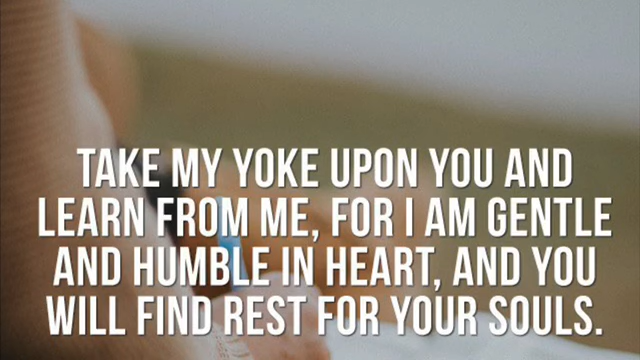 TAKE MY YOKE UPON YOU AND
LEARN FROM ME, FOR I AM GENTLE
AND HUMBLE IN HEART, AND YOU
WILL FIND REST FOR YOUR SOULS.